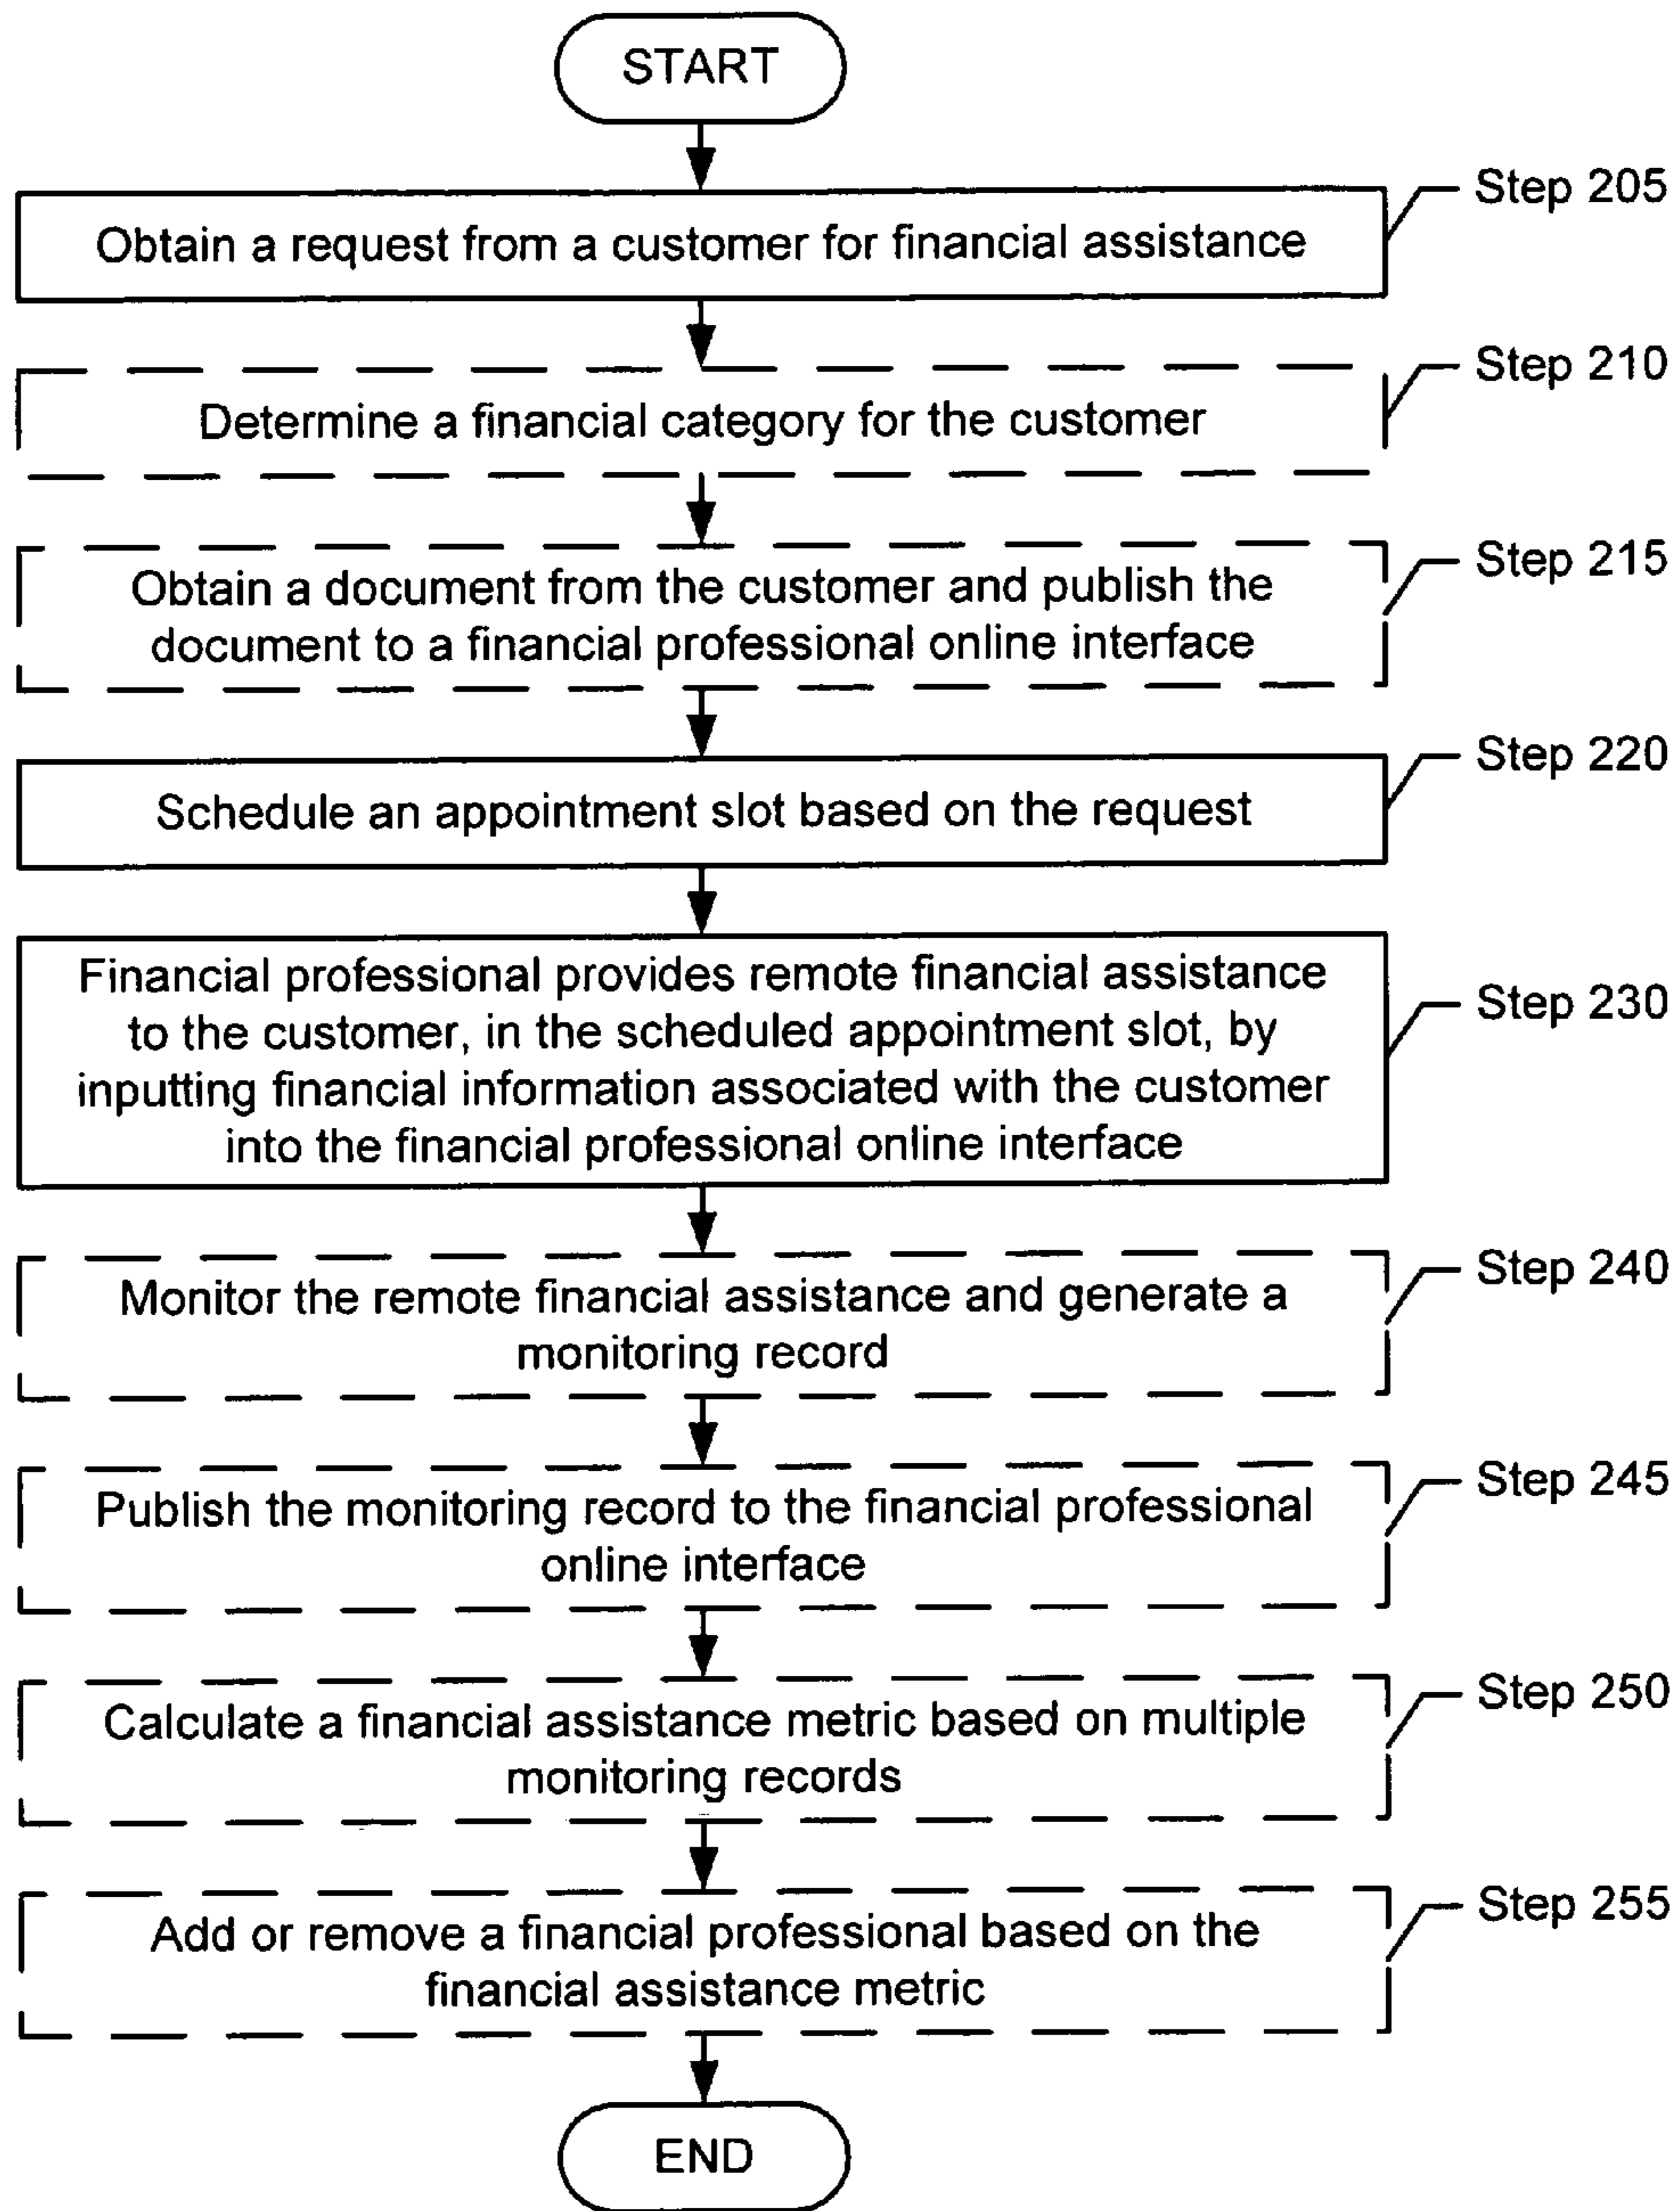 START
Step 205
Obtain a request from a customer for financial assistance
Step 210
Determine a financial category for the customer
Step 215
Obtain a document from the customer and publish the
document to a financial professional online interface
Step 220
Schedule an appointment slot based on the request
Step 230
Financial professional provides remote financial assistance
to the customer, in the scheduled appointment slot, by
inputting financial information associated with the customer
into the financial professional online interface
Step 240
Monitor the remote financial assistance and generate a
monitoring record
Step 245
Publish the monitoring record to the financial professional
online interface
Step 250
Calculate a financial assistance metric based on multiple
monitoring records
Step 255
Add or remove a financial professional based on the
financial assistance metric
END